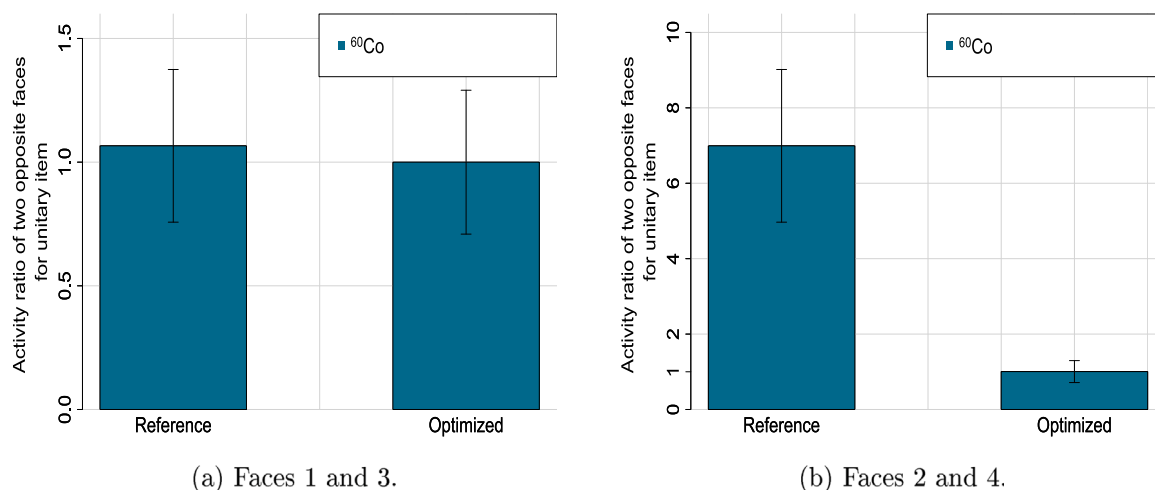 Activity ratio of two opposite faces
for unitary item
1.5
1.0
0.5
0.0
⁶⁰Co
Reference
Optimized
(a) Faces 1 and 3.
Activity ratio of two opposite faces
for unitary item
10
8
6
4
2
1
0
⁶⁰Co
Reference
Optimized
(b) Faces 2 and 4.